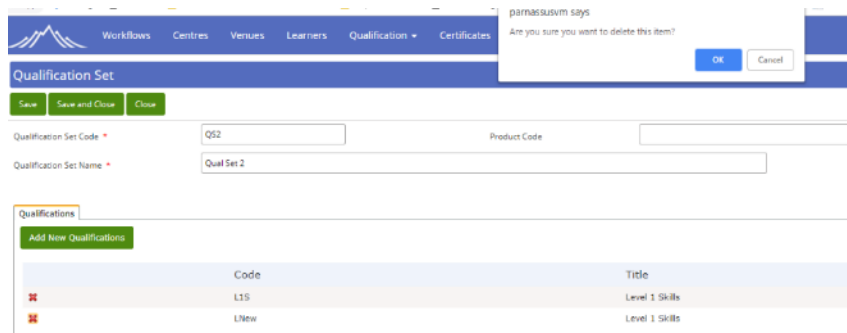 parnassusvm says
Are you sure you want to delete this item?
OK Cancel
Workflows Centres Venues Learners Qualification Certificates
Qualification Set
Save Save and Close Close
Qualification Set Code * QS2 Product Code
Qualification Set Name * Qual Set 2
Qualifications
Add New Qualifications
Code Title
L1S Level 1 Skills
LNew Level 1 Skills